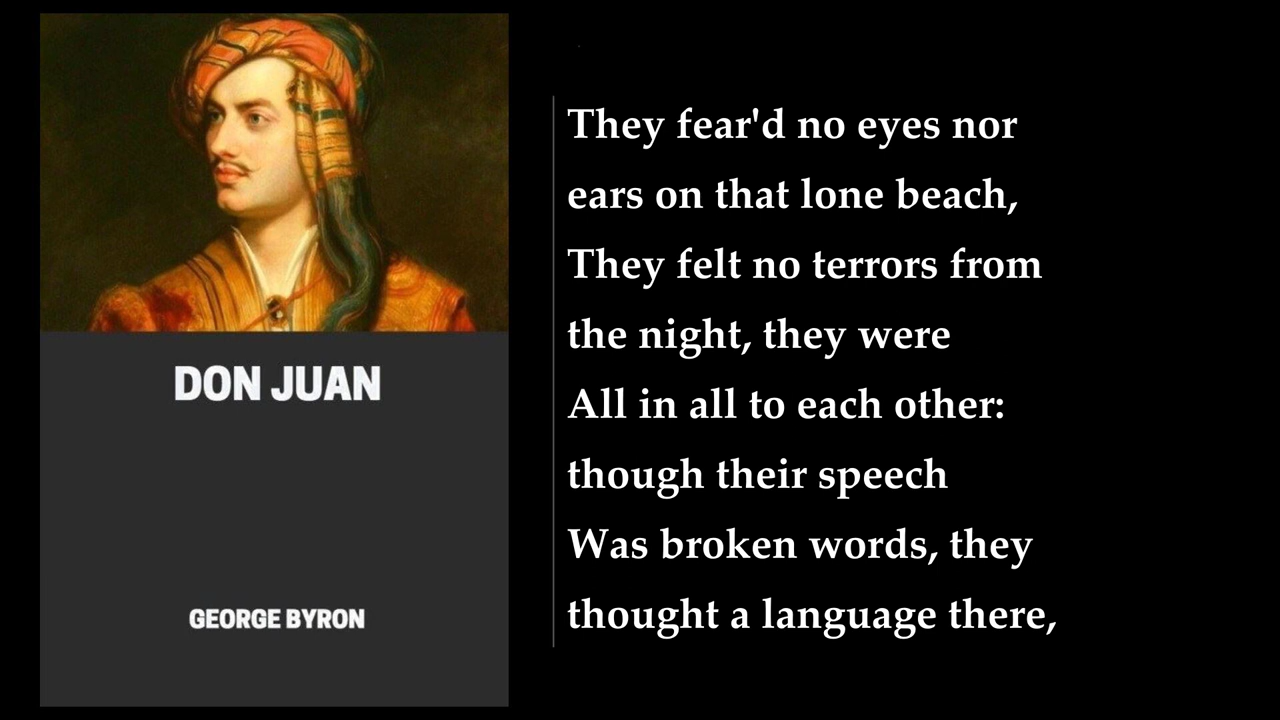 DON JUAN
GEORGE BYRON
They fear'd no eyes nor
ears on that lone beach,
They felt no terrors from
the night, they were
All in all to each other:
though their speech
Was broken words, they
thought a language there,